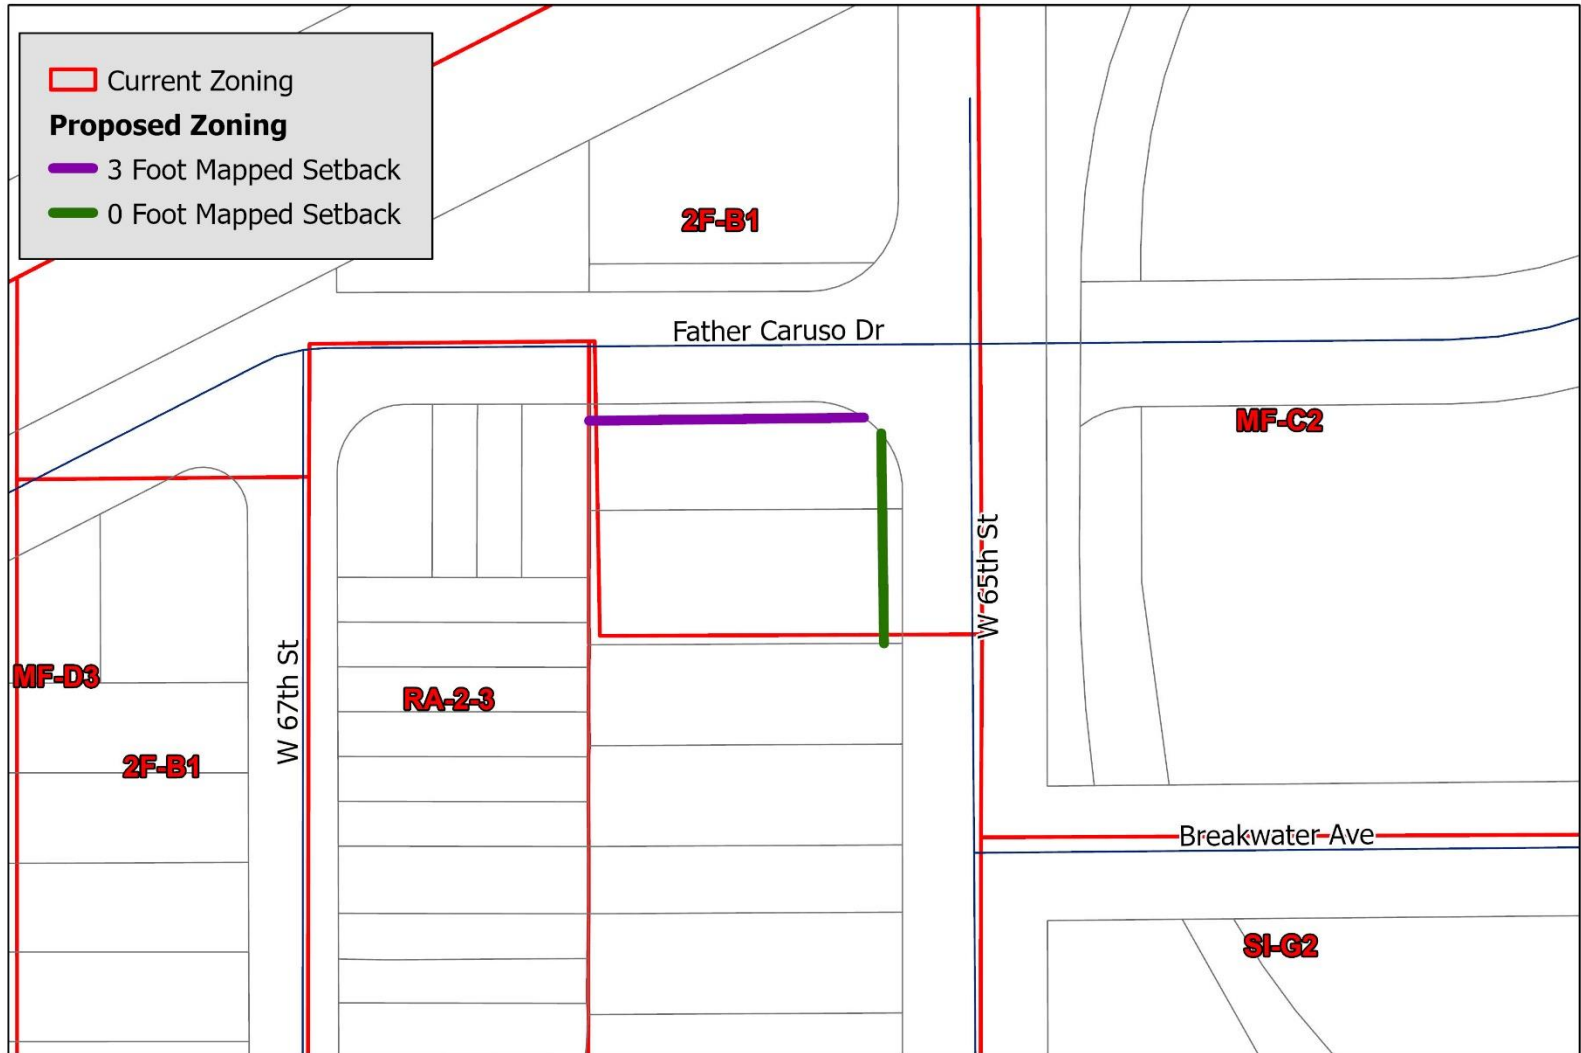 Current Zoning
Proposed Zoning
3 Foot Mapped Setback
0 Foot Mapped Setback
2F-B1
Father Caruso Dr
MF-C2
W 65th St
W 67th St
MF-D3
RA-2-3
2F-B1
Breakwater Ave
SI-G2